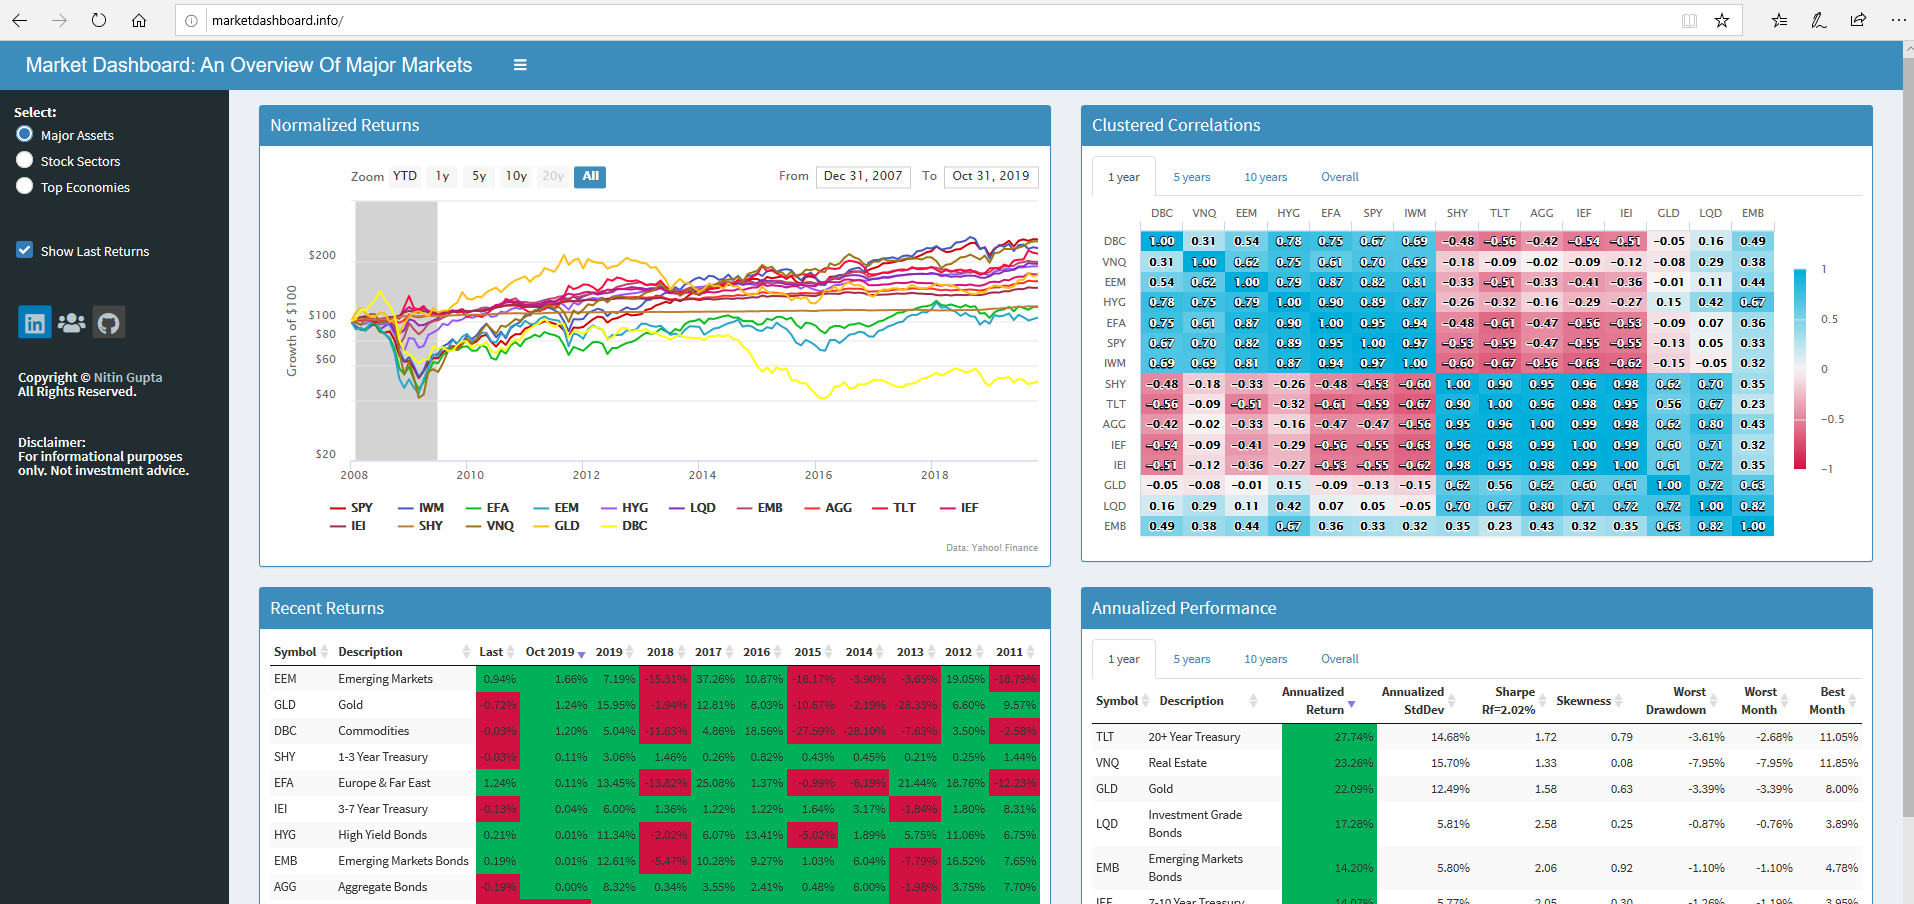 marketdashboard.info/
Market Dashboard: An Overview Of Major Markets
Select:
Major Assets
Stock Sectors
Top Economies
Show Last Returns
Copyright © Nitin Gupta
All Rights Reserved.
Disclaimer:
For informational purposes
only. Not investment advice.
Normalized Returns
Zoom YTD 1y 5y 10y 20y All From Dec 31, 2007 To Oct 31, 2019
Growth of $100
$200
$100
$80
$60
$40
$20
2008 2010 2012 2014 2016 2018
SPY IWM EFA EEM HYG LQD EMB AGG TLT IEF
IEI SHY VNQ GLD DBC
Data: Yahoo! Finance
Clustered Correlations
1 year 5 years 10 years Overall
DBC VNQ EEM HYG EFA SPY IWM SHY TLT AGG IEF IEI GLD LQD EMB
DBC 1.00 0.31 0.54 0.78 0.75 0.67 0.69 −0.48 −0.56 −0.42 −0.54 −0.51 −0.05 0.16 0.49
VNQ 0.31 1.00 0.62 0.75 0.61 0.70 0.69 −0.18 −0.09 −0.02 −0.09 −0.12 −0.08 0.29 0.38
EEM 0.54 0.62 1.00 0.79 0.87 0.82 0.81 −0.33 −0.51 −0.33 −0.41 −0.36 −0.01 0.11 0.44
HYG 0.78 0.75 0.79 1.00 0.90 0.89 0.87 −0.26 −0.32 −0.16 −0.29 −0.27 0.15 0.42 0.67
EFA 0.75 0.61 0.87 0.90 1.00 0.95 0.94 −0.48 −0.61 −0.47 −0.56 −0.53 −0.09 0.07 0.36
SPY 0.67 0.70 0.82 0.89 0.95 1.00 0.97 −0.53 −0.59 −0.47 −0.55 −0.55 −0.13 0.05 0.33
IWM 0.69 0.69 0.81 0.87 0.94 0.97 1.00 −0.60 −0.67 −0.56 −0.63 −0.62 −0.15 −0.05 0.32
SHY −0.48 −0.18 −0.33 −0.26 −0.48 −0.53 −0.60 1.00 0.90 0.95 0.96 0.98 0.62 0.70 0.35
TLT −0.56 −0.09 −0.51 −0.32 −0.61 −0.59 −0.67 0.90 1.00 0.96 0.98 0.95 0.56 0.67 0.23
AGG −0.42 −0.02 −0.33 −0.16 −0.47 −0.47 −0.56 0.95 0.96 1.00 0.99 0.98 0.62 0.80 0.43
IEF −0.54 −0.09 −0.41 −0.29 −0.56 −0.55 −0.63 0.96 0.98 0.99 1.00 0.99 0.60 0.71 0.32
IEI −0.51 −0.12 −0.36 −0.27 −0.53 −0.55 −0.62 0.98 0.95 0.98 0.99 1.00 0.61 0.72 0.35
GLD −0.05 −0.08 −0.01 0.15 −0.09 −0.13 −0.15 0.62 0.56 0.62 0.60 0.61 1.00 0.72 0.63
LQD 0.16 0.29 0.11 0.42 0.07 0.05 −0.05 0.70 0.67 0.80 0.71 0.72 0.72 1.00 0.82
EMB 0.49 0.38 0.44 0.67 0.36 0.33 0.32 0.35 0.23 0.43 0.32 0.35 0.63 0.82 1.00
1
0.5
0
−0.5
−1
Recent Returns
Symbol Description Last Oct 2019 2019 2018 2017 2016 2015 2014 2013 2012 2011
EEM Emerging Markets 0.94% 1.66% 7.19% -15.31% 37.26% 10.87% -16.17% -3.90% -3.65% 19.05% -18.79%
GLD Gold -0.72% 1.24% 15.95% -1.94% 12.81% 8.03% -10.67% -2.19% -28.33% 6.60% 9.57%
DBC Commodities -0.03% 1.20% 5.04% -11.63% 4.86% 18.56% -27.59% -28.10% -7.63% 3.50% -2.58%
SHY 1-3 Year Treasury -0.03% 0.11% 3.06% 1.46% 0.26% 0.82% 0.43% 0.45% 0.21% 0.25% 1.44%
EFA Europe & Far East 1.24% 0.11% 13.45% -13.82% 25.08% 1.37% -0.99% -6.19% 21.44% 18.76% -12.23%
IEI 3-7 Year Treasury -0.13% 0.04% 6.00% 1.36% 1.22% 1.22% 1.64% 3.17% -1.84% 1.80% 8.31%
HYG High Yield Bonds 0.21% 0.01% 11.34% -2.02% 6.07% 13.41% -5.02% 1.89% 5.75% 11.06% 6.75%
EMB Emerging Markets Bonds 0.19% 0.01% 12.61% -5.47% 10.28% 9.27% 1.03% 6.04% -7.79% 16.52% 7.65%
AGG Aggregate Bonds -0.19% 0.00% 8.32% 0.34% 3.55% 2.41% 0.48% 6.00% -1.98% 3.75% 7.70%
Annualized Performance
1 year 5 years 10 years Overall
Symbol Description Annualized Return Annualized StdDev Sharpe Rf=2.02% Skewness Worst Drawdown Worst Month Best Month
TLT 20+ Year Treasury 27.74% 14.68% 1.72 0.79 -3.61% -2.68% 11.05%
VNQ Real Estate 23.26% 15.70% 1.33 0.08 -7.95% -7.95% 11.85%
GLD Gold 22.09% 12.49% 1.58 0.63 -3.39% -3.39% 8.00%
LQD Investment Grade Bonds 17.28% 5.81% 2.58 0.25 -0.87% -0.76% 3.89%
EMB Emerging Markets Bonds 14.20% 5.80% 2.06 0.92 -1.10% -1.10% 4.78%
IEF 7-10 Year Treasury 14.07% 5.77% 2.05 0.30 -1.26% -1.19% 3.95%